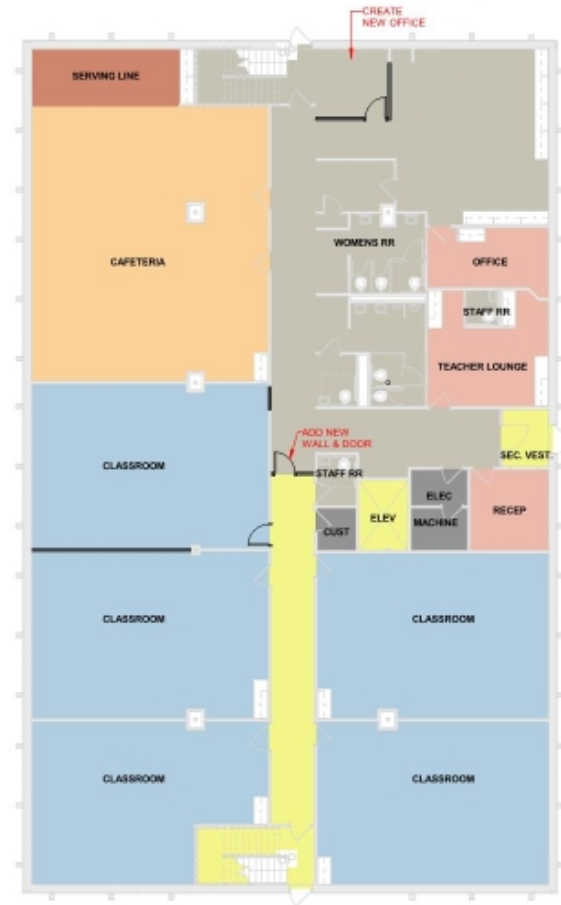 CREATE
NEW OFFICE
SERVING LINE
WOMENS RR
CAFETERIA
OFFICE
STAFF RR
TEACHER LOUNGE
ADD NEW
WALL & DOOR
SEC. VEST.
CLASSROOM
STAFF RR
ELEC
RECEP
ELEV
MACHINE
CUST
CLASSROOM
CLASSROOM
CLASSROOM
CLASSROOM